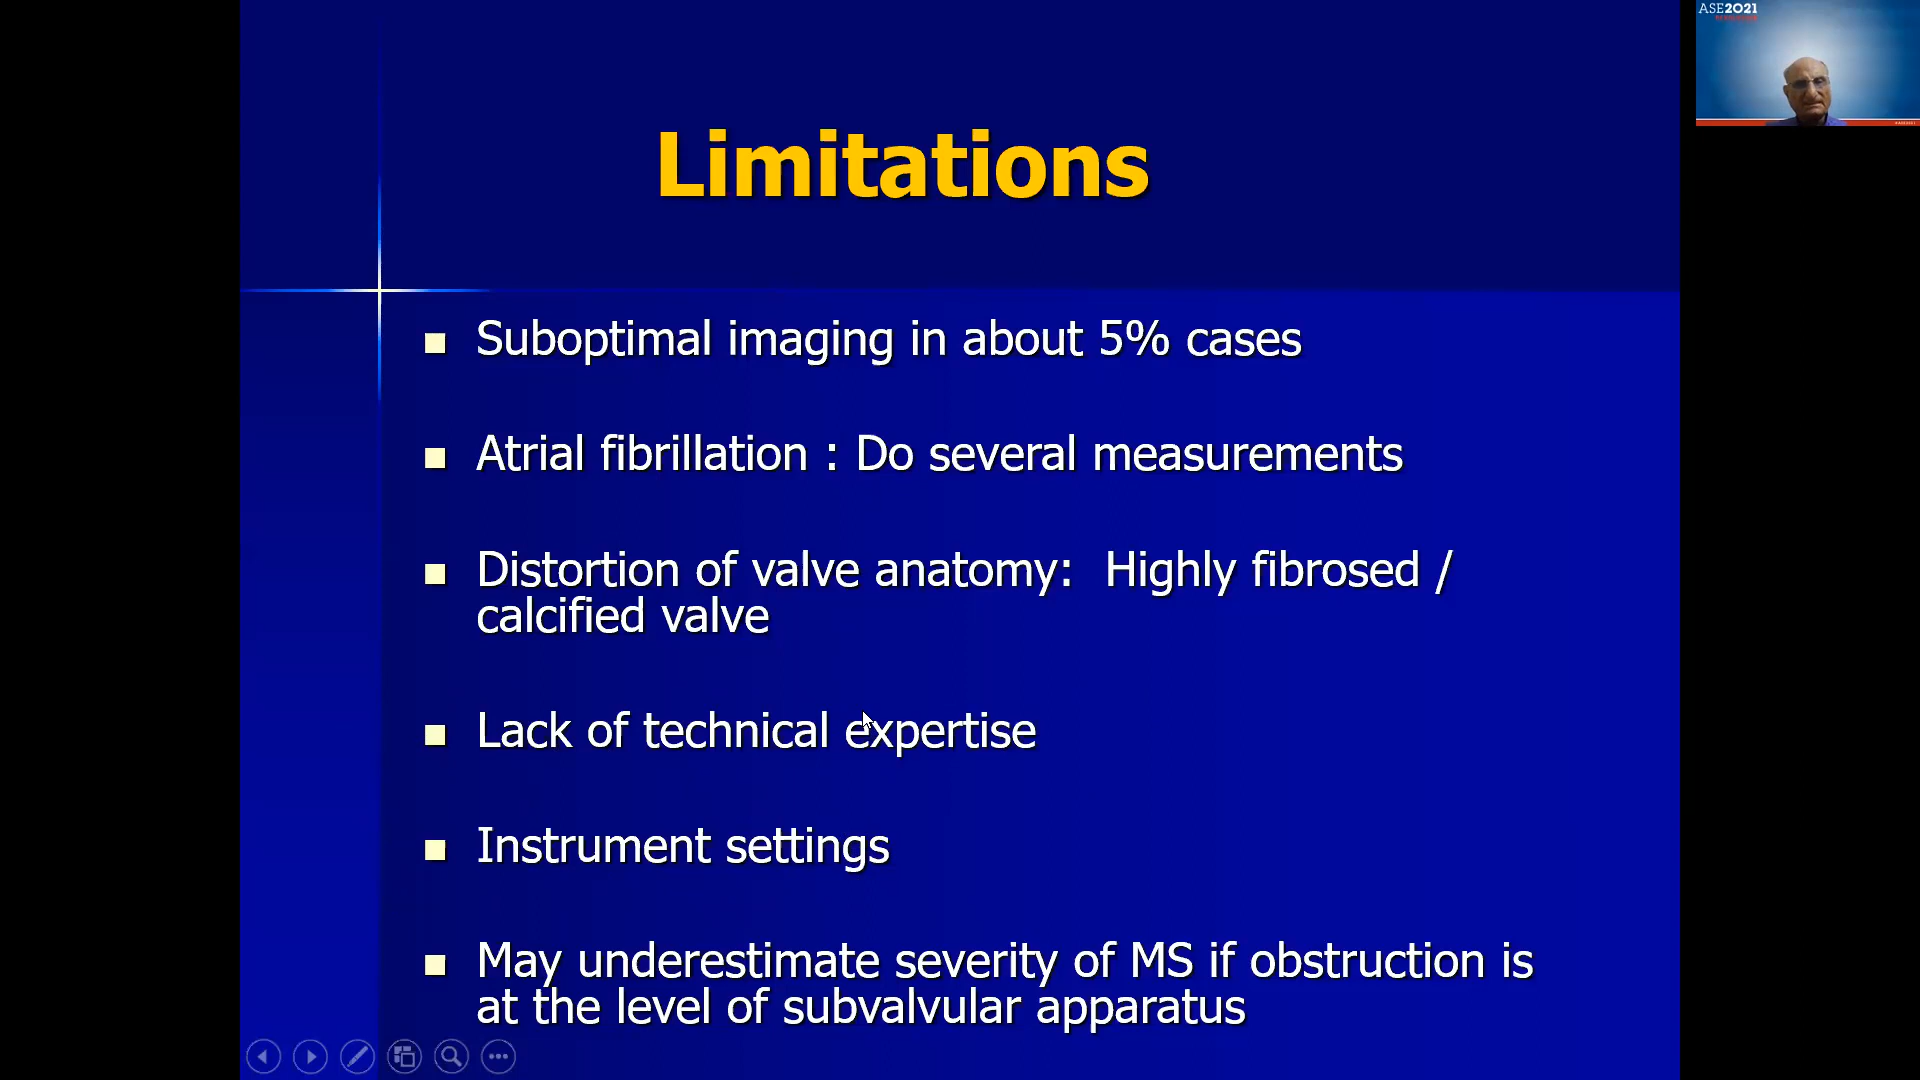 ASE2021
Limitations
Suboptimal imaging in about 5% cases
Atrial fibrillation : Do several measurements
Distortion of valve anatomy:  Highly fibrosed /
calcified valve
Lack of technical expertise
Instrument settings
May underestimate severity of MS if obstruction is
at the level of subvalvular apparatus